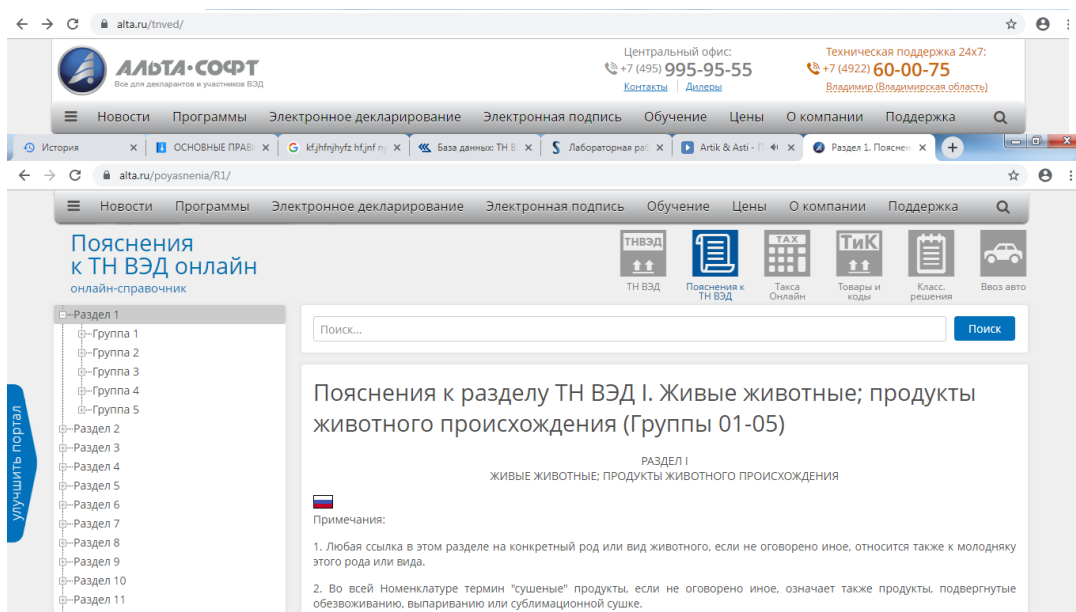 alta.ru/tnved/
АЛЬТА·СОФТ
Все для декларантов и участников ВЭД
Центральный офис:
+7 (495) 995-95-55
Контакты Дилеры
Техническая поддержка 24x7:
+7 (4922) 60-00-75
Владимир (Владимирская область)
Новости Программы Электронное декларирование Электронная подпись Обучение Цены О компании Поддержка
История ОСНОВНЫЕ ПРАВИ База данных: ТН В Лабораторная раб Artik & Asti - Раздел 1. Пояснен
alta.ru/poyasnenia/R1/
Новости Программы Электронное декларирование Электронная подпись Обучение Цены О компании Поддержка
Пояснения
к ТН ВЭД онлайн
онлайн-справочник
ТНВЭД TAX ТиК
ТН ВЭД
Пояснения к
ТН ВЭД
Такса
Онлайн
Товары и
коды
Класс.
решения
Ввоз авто
Раздел 1
Группа 1
Группа 2
Группа 3
Группа 4
Группа 5
Раздел 2
Раздел 3
Раздел 4
Раздел 5
Раздел 6
Раздел 7
Раздел 8
Раздел 9
Раздел 10
Раздел 11
улучшить портал
Поиск... Поиск
Пояснения к разделу ТН ВЭД I. Живые животные; продукты
животного происхождения (Группы 01-05)
РАЗДЕЛ I
ЖИВЫЕ ЖИВОТНЫЕ; ПРОДУКТЫ ЖИВОТНОГО ПРОИСХОЖДЕНИЯ
Примечания:
1. Любая ссылка в этом разделе на конкретный род или вид животного, если не оговорено иное, относится также к молодняку
этого рода или вида.
2. Во всей Номенклатуре термин "сушеные" продукты, если не оговорено иное, означает также продукты, подвергнутые
обезвоживанию, выпариванию или сублимационной сушке.